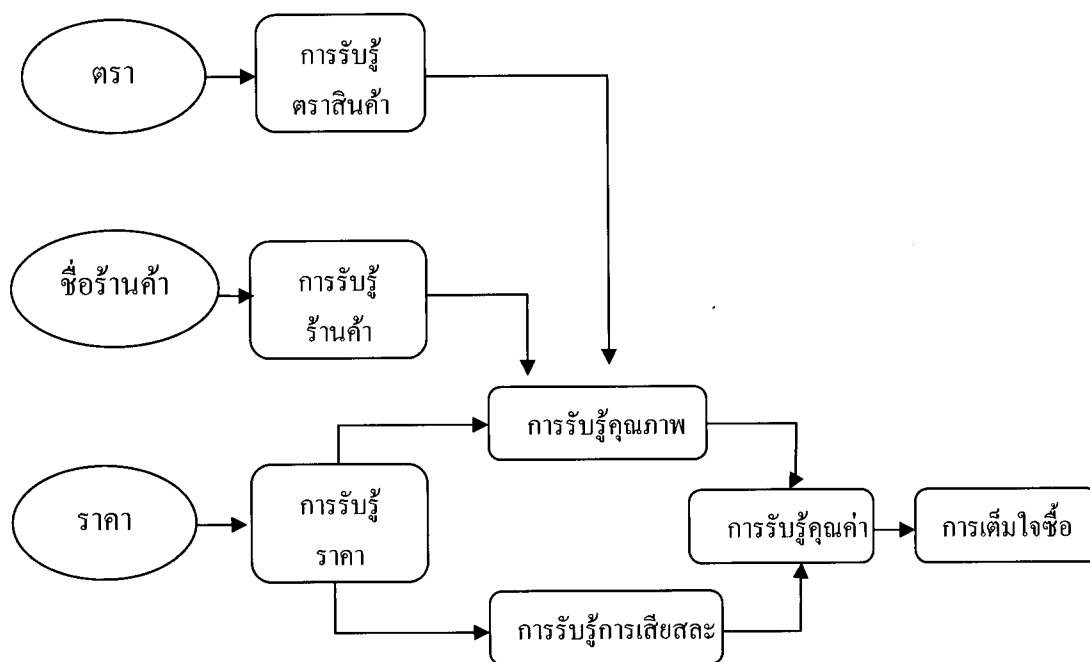 ตรา
การรับรู้
ตราสินค้า
ชื่อร้านค้า
การรับรู้
ร้านค้า
การรับรู้คุณภาพ
ราคา
การรับรู้
ราคา
การรับรู้คุณค่า
การเต็มใจซื้อ
การรับรู้การเสียสละ